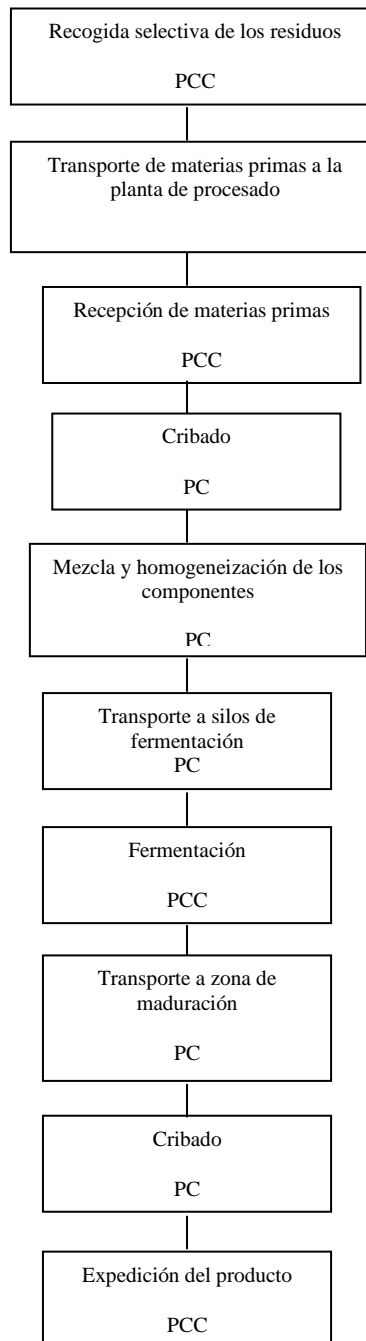 Recogida selectiva de los residuos
PCC
Transporte de materias primas a la
planta de procesado
Recepción de materias primas
PCC
Cribado
PC
Mezcla y homogeneización de los
componentes
PC
Transporte a silos de
fermentación
PC
Fermentación
PCC
Transporte a zona de
maduración
PC
Cribado
PC
Expedición del producto
PCC